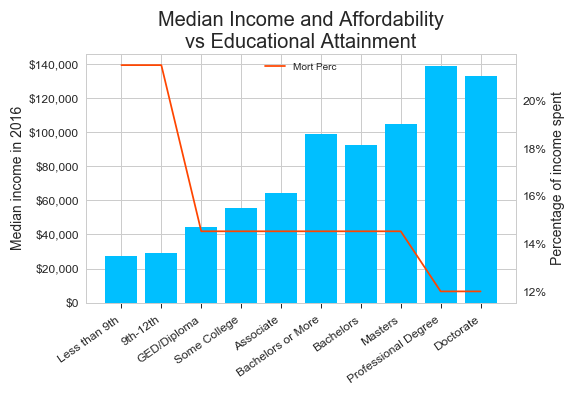 Median Income and Affordability
vs Educational Attainment
Mort Perc
Median income in 2016
$140,000
$120,000
$100,000
$80,000
$60,000
$40,000
$20,000
$0
Percentage of income spent
20%
18%
16%
14%
12%
Less than 9th
9th-12th
GED/Diploma
Some College
Associate
Bachelors or More
Bachelors
Masters
Professional Degree
Doctorate